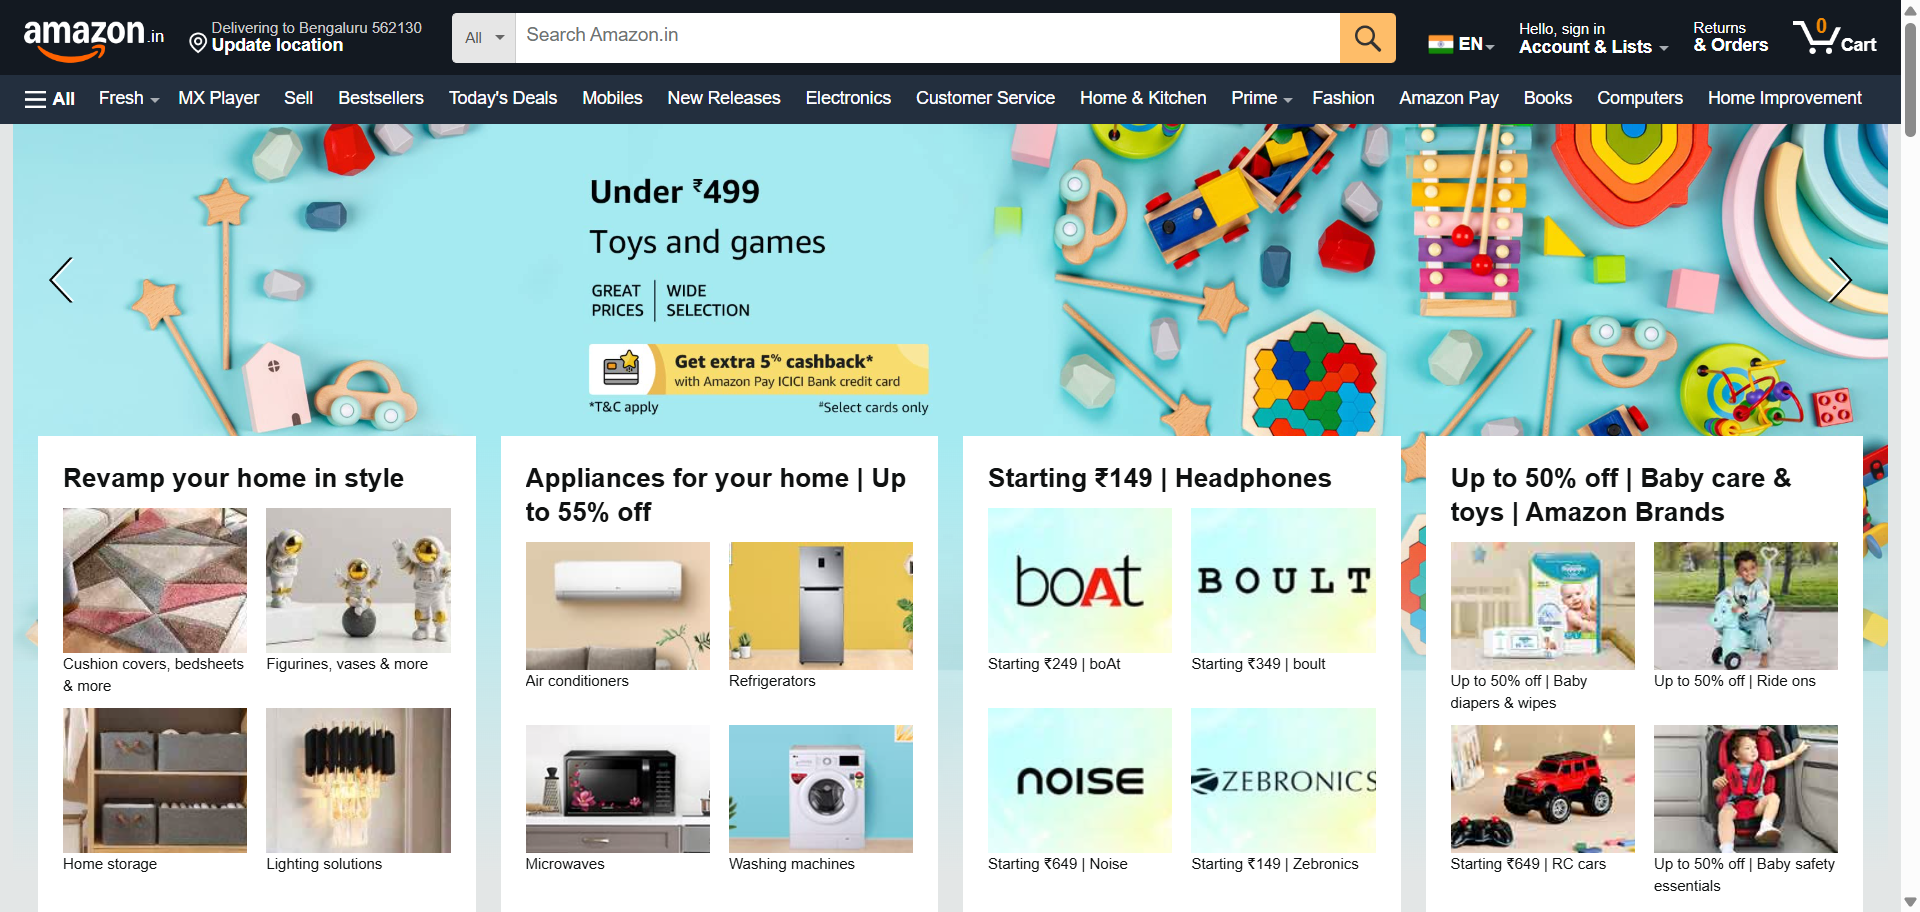 amazon.in
Delivering to Bengaluru 562130
Update location
All
Search Amazon.in
EN
Hello, sign in
Account & Lists
Returns
& Orders
0
Cart
All
Fresh
MX Player
Sell
Bestsellers
Today's Deals
Mobiles
New Releases
Electronics
Customer Service
Home & Kitchen
Prime
Fashion
Amazon Pay
Books
Computers
Home Improvement
Under ₹499
Toys and games
GREAT PRICES | WIDE SELECTION
Get extra 5% cashback*
with Amazon Pay ICICI Bank credit card
*T&C apply
#Select cards only
Revamp your home in style
Cushion covers, bedsheets
& more
Figurines, vases & more
Home storage
Lighting solutions
Appliances for your home | Up
to 55% off
Air conditioners
Refrigerators
Microwaves
Washing machines
Starting ₹149 | Headphones
boAt
BOULT
Starting ₹249 | boAt
Starting ₹349 | boult
NOISE
ZEBRONICS
Starting ₹649 | Noise
Starting ₹149 | Zebronics
Up to 50% off | Baby care &
toys | Amazon Brands
Up to 50% off | Baby
diapers & wipes
Up to 50% off | Ride ons
Starting ₹649 | RC cars
Up to 50% off | Baby safety
essentials